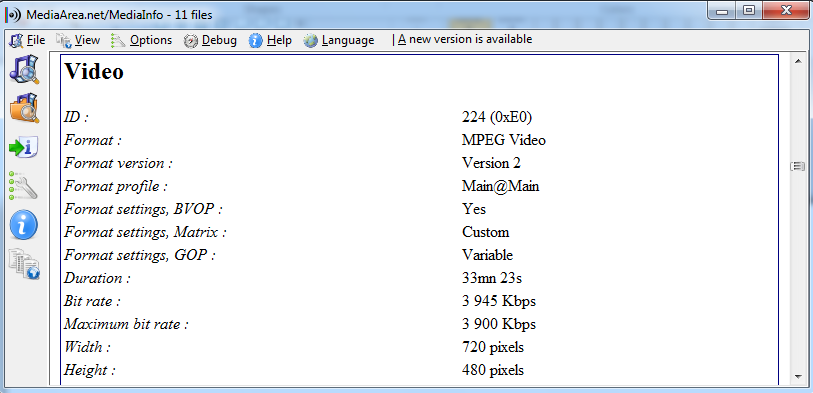 MediaArea.net/MediaInfo - 11 files
File View Options Debug Help Language | A new version is available
Video
ID : 224 (0xE0)
Format : MPEG Video
Format version : Version 2
Format profile : Main@Main
Format settings, BVOP : Yes
Format settings, Matrix : Custom
Format settings, GOP : Variable
Duration : 33mn 23s
Bit rate : 3 945 Kbps
Maximum bit rate : 3 900 Kbps
Width : 720 pixels
Height : 480 pixels